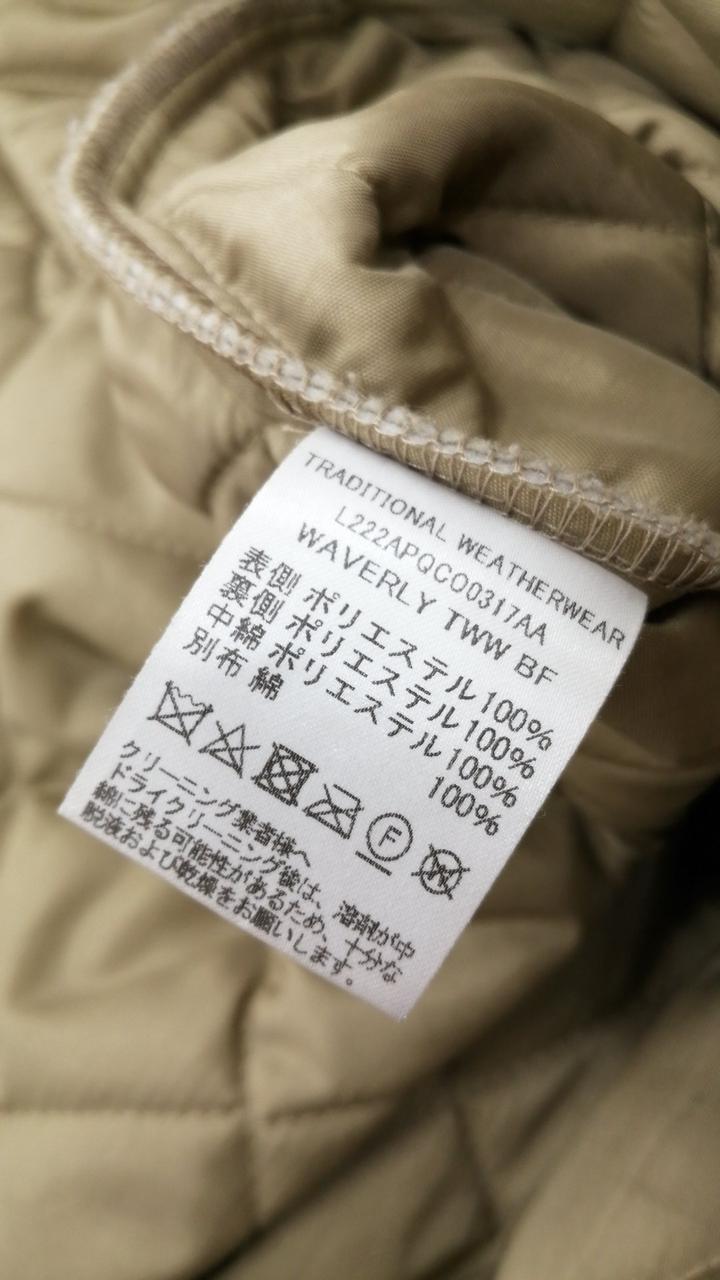 TRADITIONAL WEATHERWEAR
L222APQCO0317AA
WAVERLY TWW BF
表側 ポリエステル100%
裏側 ポリエステル100%
中綿 ポリエステル100%
別布 綿 100%
F
クリーニング業者様へ
ドライクリーニング後は、溶剤が中
綿に残る可能性があるため、十分な
脱液および乾燥をお願いします。